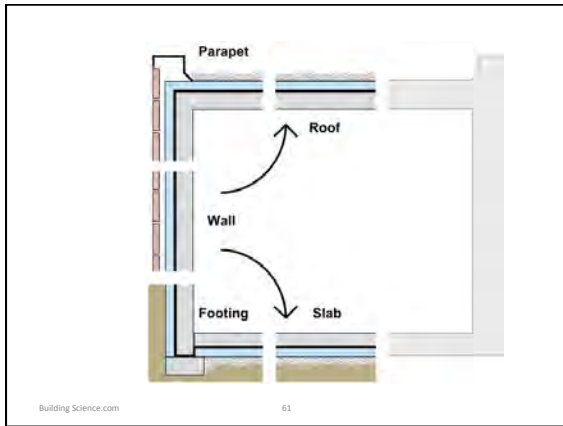 Parapet
Roof
Wall
Footing
Slab
Building Science.com
61